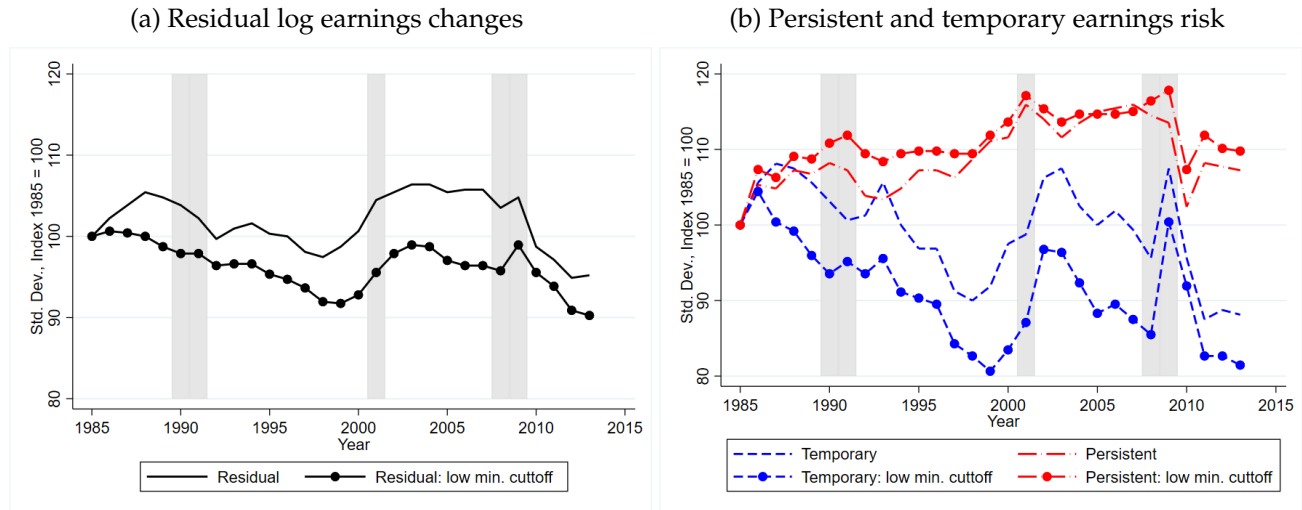 (a) Residual log earnings changes
Std. Dev., Index 1985 = 100
120
110
100
90
80
1985 1990 1995 2000 2005 2010 2015
Year
Residual Residual: low min. cuttoff
(b) Persistent and temporary earnings risk
Std. Dev., Index 1985 = 100
120
110
100
90
80
1985 1990 1995 2000 2005 2010 2015
Year
Temporary Persistent
Temporary: low min. cuttoff Persistent: low min. cuttoff